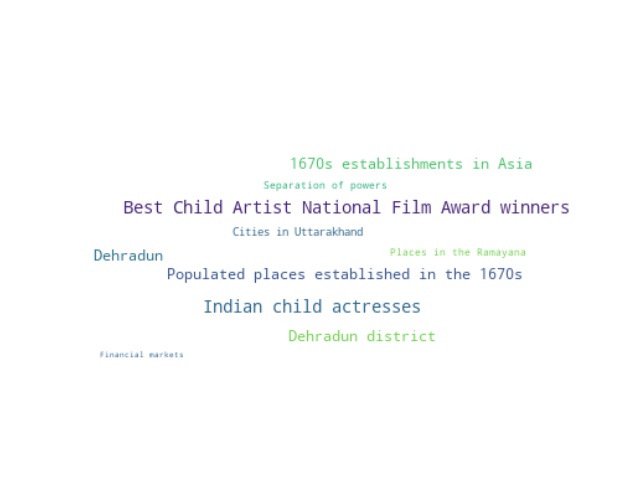 1670s establishments in Asia
Separation of powers
Best Child Artist National Film Award winners
Cities in Uttarakhand
Places in the Ramayana
Dehradun
Populated places established in the 1670s
Indian child actresses
Dehradun district
Financial markets